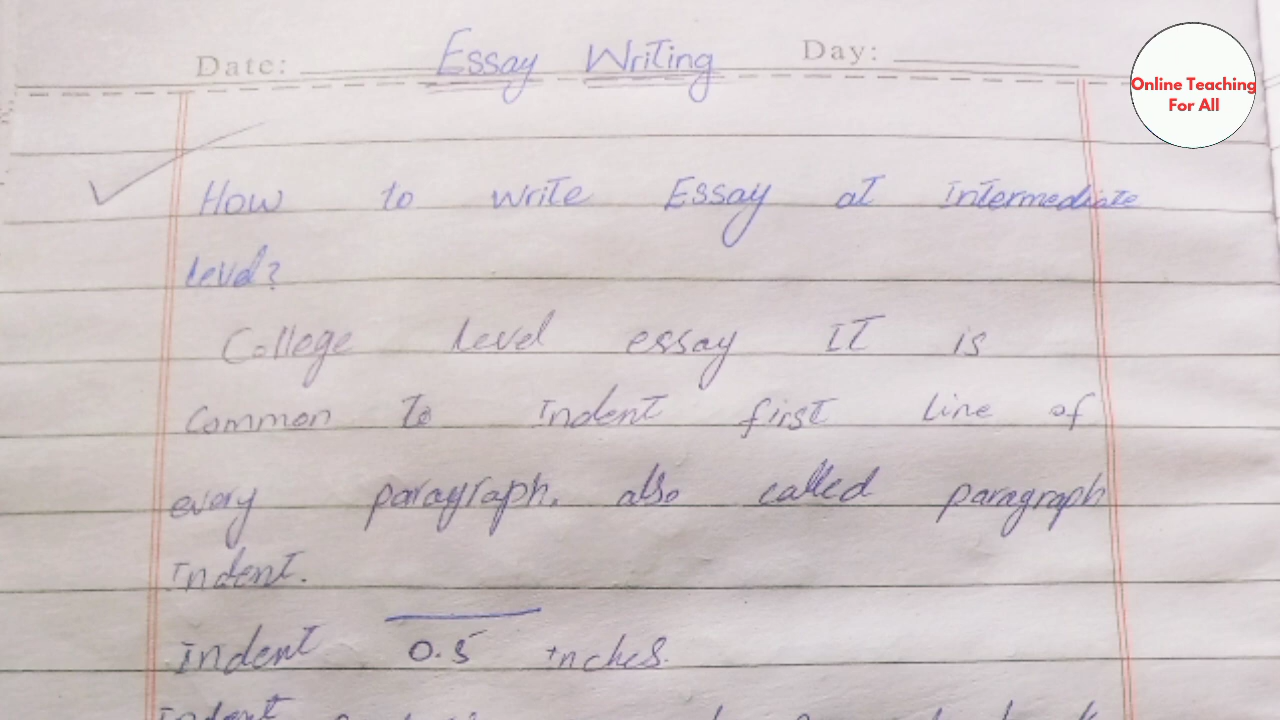 Date: Essay Writing Day:
Online Teaching
For All
How to write Essay at intermediate
level?
College level essay It is
common to indent first line of
every paragraph. also called paragraph
indent.
indent 0.5 inches.
indent